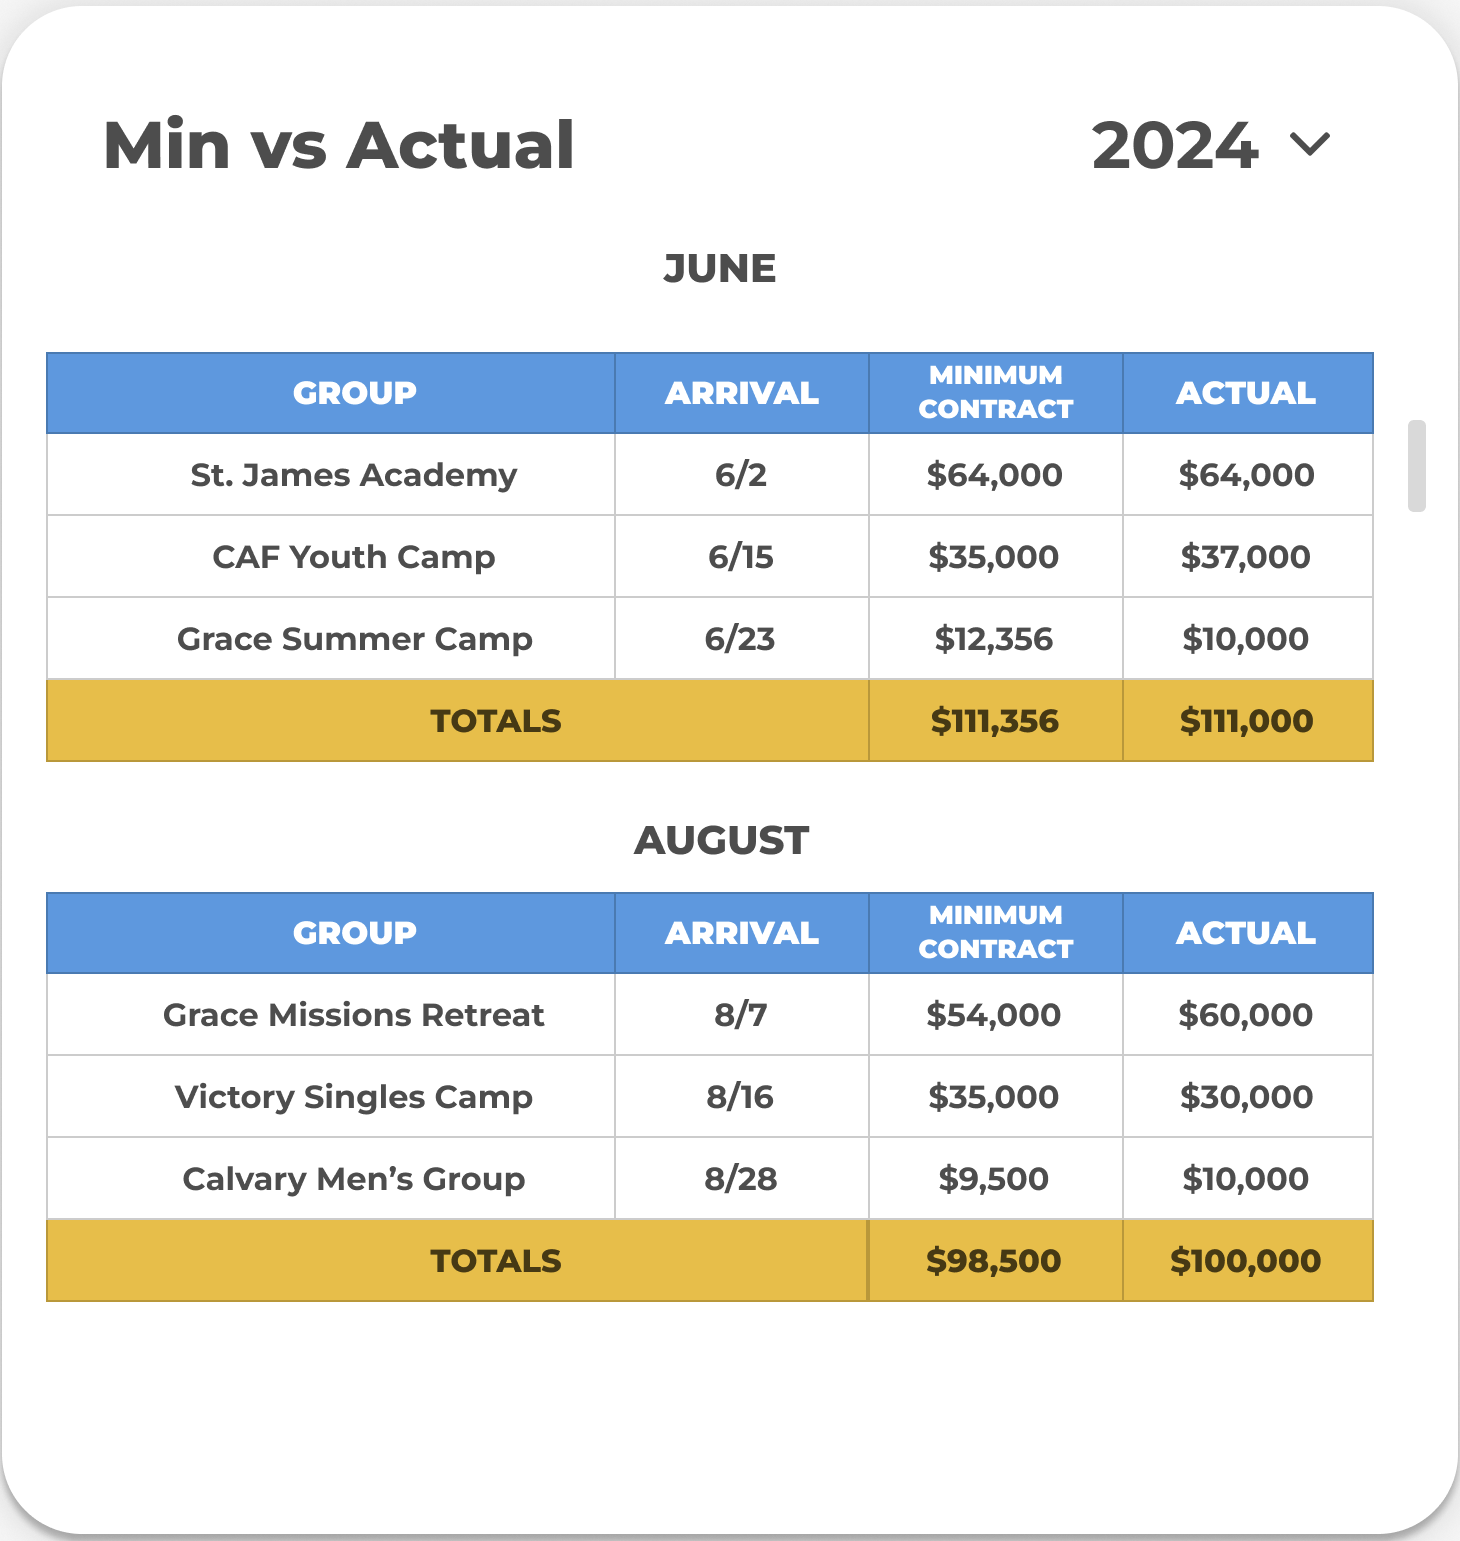 Min vs Actual 2024
JUNE
GROUP ARRIVAL MINIMUM CONTRACT ACTUAL
St. James Academy 6/2 $64,000 $64,000
CAF Youth Camp 6/15 $35,000 $37,000
Grace Summer Camp 6/23 $12,356 $10,000
TOTALS $111,356 $111,000
AUGUST
GROUP ARRIVAL MINIMUM CONTRACT ACTUAL
Grace Missions Retreat 8/7 $54,000 $60,000
Victory Singles Camp 8/16 $35,000 $30,000
Calvary Men’s Group 8/28 $9,500 $10,000
TOTALS $98,500 $100,000